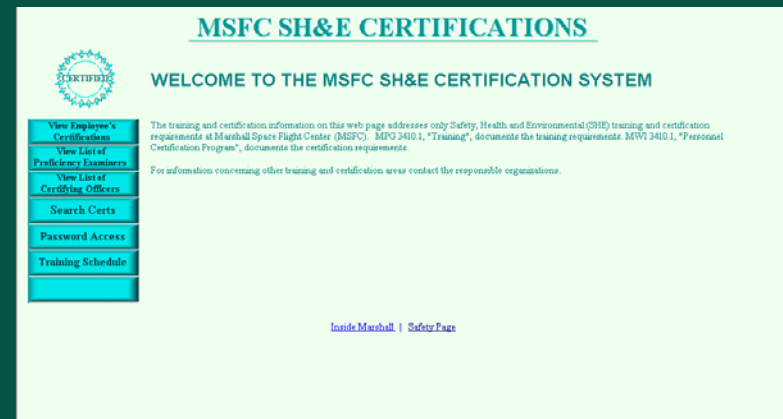 MSFC SH&E CERTIFICATIONS
CERTIFIED
WELCOME TO THE MSFC SH&E CERTIFICATION SYSTEM
View Employee's
Certifications
View List of
Proficiency Examiners
View List of
Certifying Officers
Search Certs
Password Access
Training Schedule
The training and certification information on this web page addresses only Safety, Health and Environmental (SHE) training and certification
requirements at Marshall Space Flight Center (MSFC). MPG 3410.1, "Training", documents the training requirements. MWI 3410.1, "Personnel
Certification Program", documents the certification requirements.
For information concerning other training and certification areas contact the responsible organizations.
Inside Marshall | Safety Page